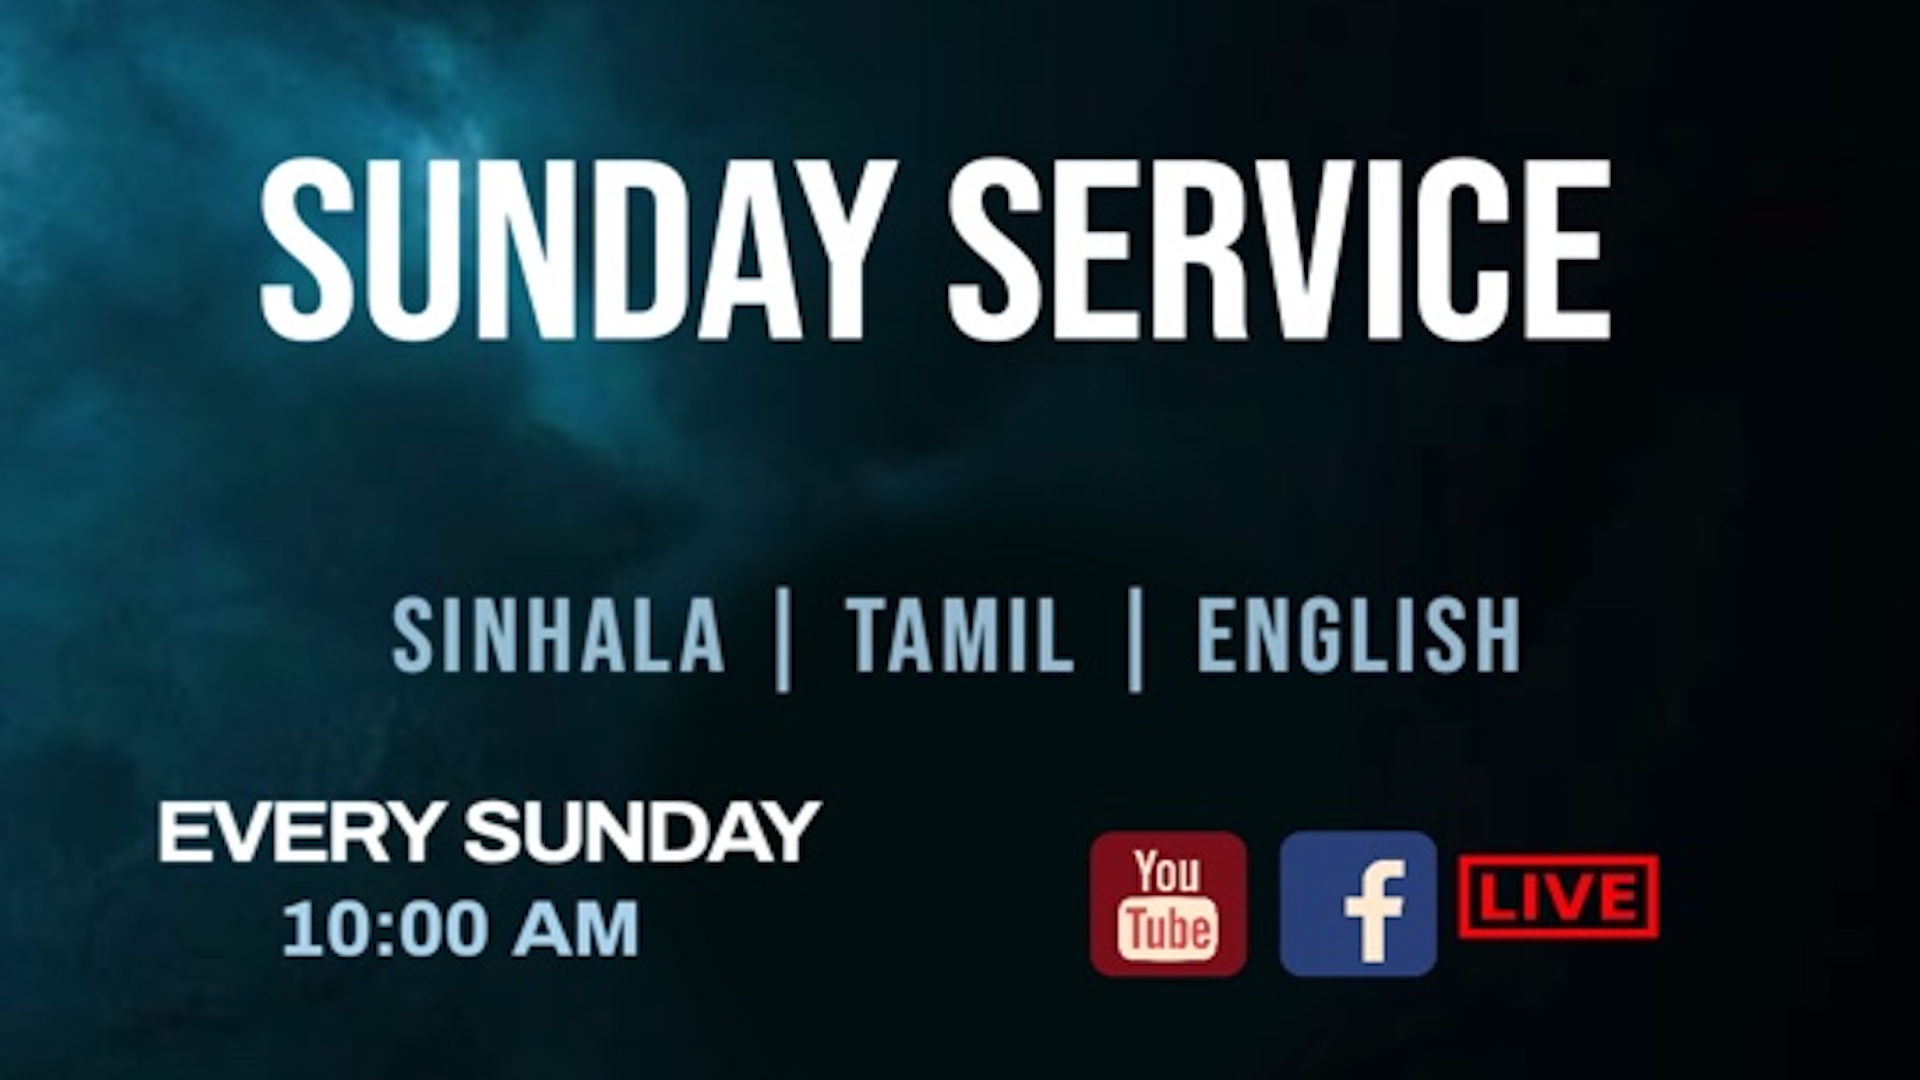 SUNDAY SERVICE
SINHALA | TAMIL | ENGLISH
EVERY SUNDAY
10:00 AM
You
Tube
f
LIVE